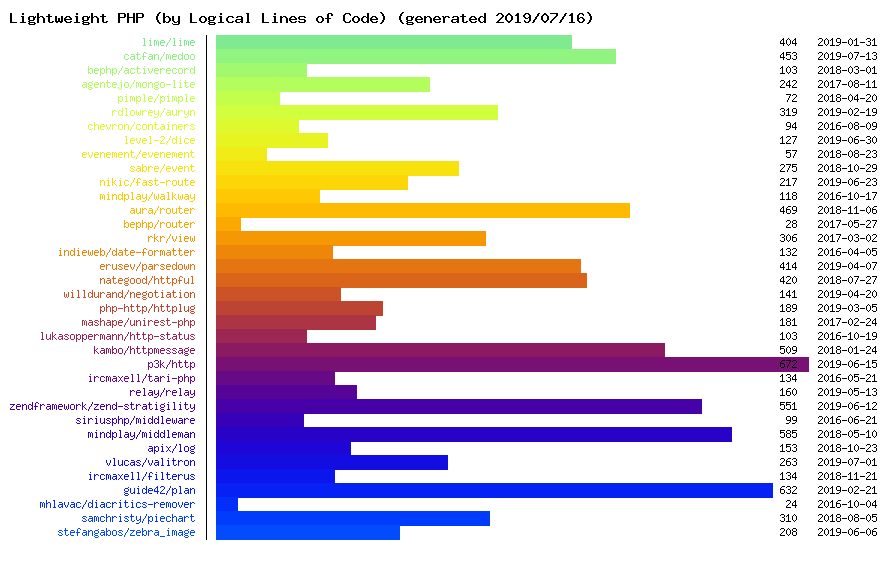 Lightweight PHP (by Logical Lines of Code) (generated 2019/07/16)
lime/lime 404 2019-01-31
catfan/medoo 453 2019-07-13
bephp/activerecord 103 2018-03-01
agentejo/mongo-lite 242 2017-08-11
pimple/pimple 72 2018-04-20
rdlowrey/auryn 319 2019-02-19
chevron/containers 94 2016-08-09
level-2/dice 127 2019-06-30
evenement/evenement 57 2018-08-23
sabre/event 275 2018-10-29
nikic/fast-route 217 2019-06-23
mindplay/walkway 118 2016-10-17
aura/router 469 2018-11-06
bephp/router 28 2017-05-27
rkr/view 306 2017-03-02
indieweb/date-formatter 132 2016-04-05
erusev/parsedown 414 2019-04-07
nategood/httpful 420 2018-07-27
willdurand/negotiation 141 2019-04-20
php-http/httplug 189 2019-03-05
mashape/unirest-php 181 2017-02-24
lukasoppermann/http-status 103 2016-10-19
kambo/httpmessage 509 2018-01-24
p3k/http 672 2019-06-15
ircmaxell/tari-php 134 2016-05-21
relay/relay 160 2019-05-13
zendframework/zend-stratigility 551 2019-06-12
siriusphp/middleware 99 2016-06-21
mindplay/middleman 585 2018-05-10
apix/log 153 2018-10-23
vlucas/valitron 263 2019-07-01
ircmaxell/filterus 134 2018-11-21
guide42/plan 632 2019-02-21
mhlavac/diacritics-remover 24 2016-10-04
samchristy/piechart 310 2018-08-05
stefangabos/zebra_image 208 2019-06-06